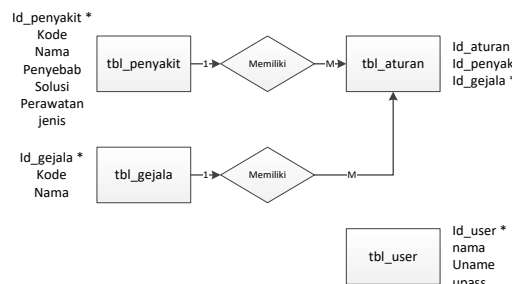 Id_penyakit *
Kode
Nama
Penyebab
Solusi
Perawatan
jenis
tbl_penyakit
1
Memiliki
M
tbl_aturan
Id_aturan
Id_gejala
Id_gejala *
Kode
Nama
tbl_gejala
1
Memiliki
M
tbl_user
Id_user *
nama
Uname
upass